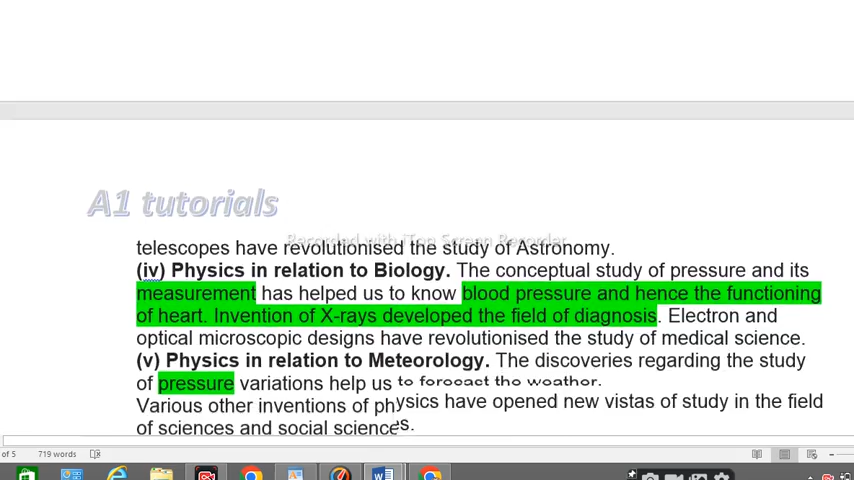 A1 tutorials
Recorded with iTop Screen Recorder
telescopes have revolutionised the study of Astronomy.
(iv) Physics in relation to Biology. The conceptual study of pressure and its
measurement has helped us to know blood pressure and hence the functioning
of heart. Invention of X-rays developed the field of diagnosis. Electron and
optical microscopic designs have revolutionised the study of medical science.
(v) Physics in relation to Meteorology. The discoveries regarding the study
of pressure variations help us to forecast the weather.
Various other inventions of physics have opened new vistas of study in the field
of sciences and social sciences.
of 5 719 words